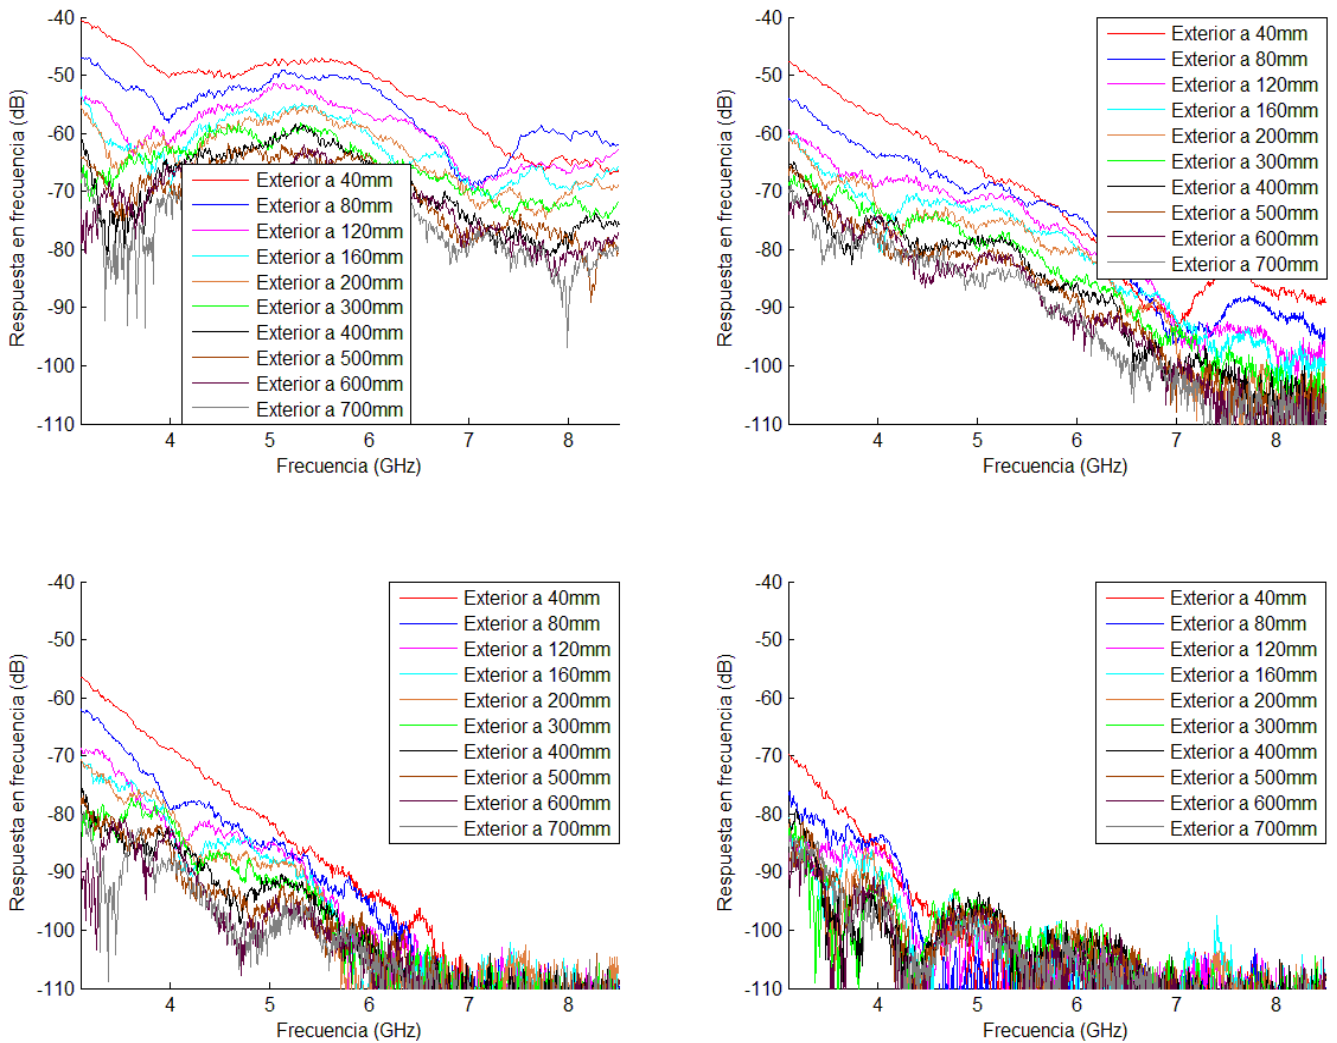 Respuesta en frecuencia (dB)
-40
-50
-60
-70
-80
-90
-100
-110
4
5
6
7
8
Frecuencia (GHz)
Exterior a 40mm
Exterior a 80mm
Exterior a 120mm
Exterior a 160mm
Exterior a 200mm
Exterior a 300mm
Exterior a 400mm
Exterior a 500mm
Exterior a 600mm
Exterior a 700mm
Respuesta en frecuencia (dB)
-40
-50
-60
-70
-80
-90
-100
-110
4
5
6
7
8
Frecuencia (GHz)
Exterior a 40mm
Exterior a 80mm
Exterior a 120mm
Exterior a 160mm
Exterior a 200mm
Exterior a 300mm
Exterior a 400mm
Exterior a 500mm
Exterior a 600mm
Exterior a 700mm
Respuesta en frecuencia (dB)
-40
-50
-60
-70
-80
-90
-100
-110
4
5
6
7
8
Frecuencia (GHz)
Exterior a 40mm
Exterior a 80mm
Exterior a 120mm
Exterior a 160mm
Exterior a 200mm
Exterior a 300mm
Exterior a 400mm
Exterior a 500mm
Exterior a 600mm
Exterior a 700mm
Respuesta en frecuencia (dB)
-40
-50
-60
-70
-80
-90
-100
-110
4
5
6
7
8
Frecuencia (GHz)
Exterior a 40mm
Exterior a 80mm
Exterior a 120mm
Exterior a 160mm
Exterior a 200mm
Exterior a 300mm
Exterior a 400mm
Exterior a 500mm
Exterior a 600mm
Exterior a 700mm